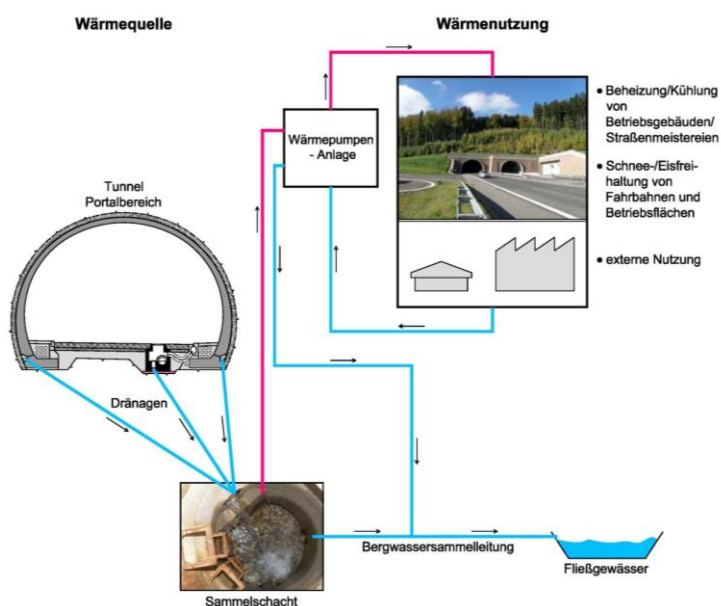 Wärmequelle
Wärmenutzung
Wärmepumpen
- Anlage
• Beheizung/Kühlung
von
Betriebsgebäuden/
Straßenmeistereien
• Schnee-/Eisfrei-
haltung von
Fahrbahnen und
Betriebsflächen
• externe Nutzung
Tunnel
Portalbereich
Dränagen
Sammelschacht
Bergwassersammelleitung
Fließgewässer